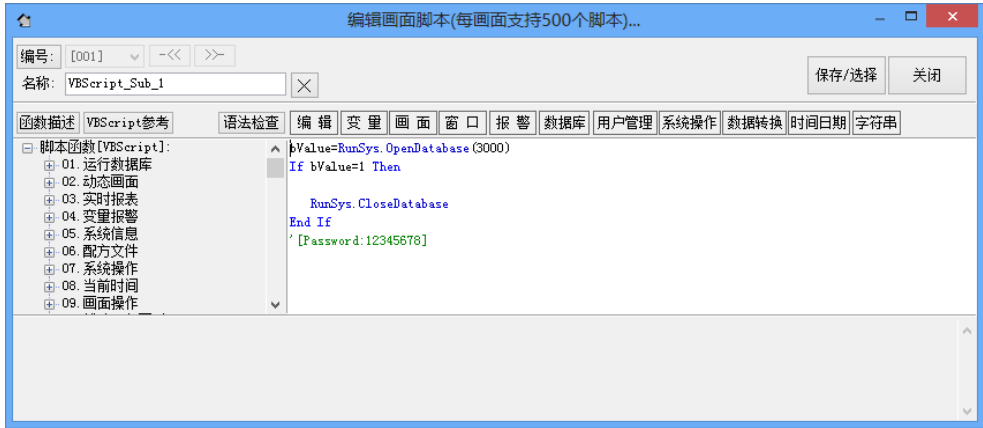 编辑画面脚本(每画面支持500个脚本)...
编号: [001] -<< >>-
保存/选择 关闭
名称: VBScript_Sub_1
函数描述 VBScript参考 语法检查 编 辑 变 量 画 面 窗 口 报 警 数据库 用户管理 系统操作 数据转换 时间日期 字符串
脚本函数[VBScript]:
01.运行数据库
02.动态画面
03.实时报表
04.变量报警
05.系统信息
06.配方文件
07.系统操作
08.当前时间
09.画面操作
bValue=RunSys.OpenDatabase(3000)
If bValue=1 Then
RunSys.CloseDatabase
End If
'[Password:12345678]